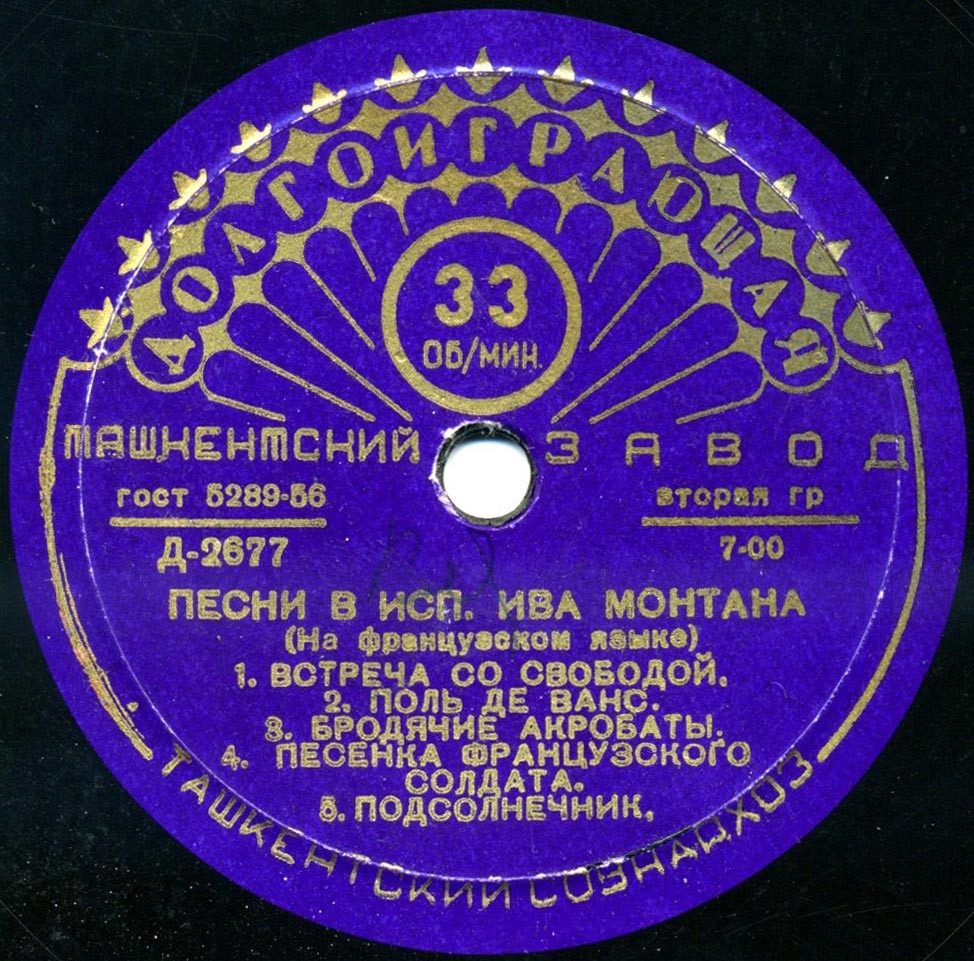 ДОЛГОИГРАЮЩАЯ
33
ОБ/МИН.
ТАШКЕНТСКИЙ ЗАВОД
гост 5289-56 вторая гр
Д-2677 7-00
ПЕСНИ В ИСП. ИВА МОНТАНА
(На французском языке)
1. ВСТРЕЧА СО СВОБОДОЙ.
2. ПОЛЬ ДЕ ВАНС.
3. БРОДЯЧИЕ АКРОБАТЫ.
4. ПЕСЕНКА ФРАНЦУЗСКОГО
СОЛДАТА.
5. ПОДСОЛНЕЧНИК.
ТАШКЕНТСКИЙ СОВНАРХОЗ